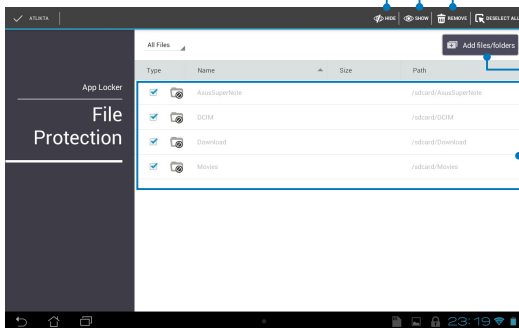 ATLIKTA HIDE SHOW REMOVE DESELECT ALL
All Files Add files/folders
Type Name Size Path
App Locker
File
Protection
AsusSuperNote /sdcard/AsusSuperNote
DCIM /sdcard/DCIM
Download /sdcard/Download
Movies /sdcard/Movies
23:19